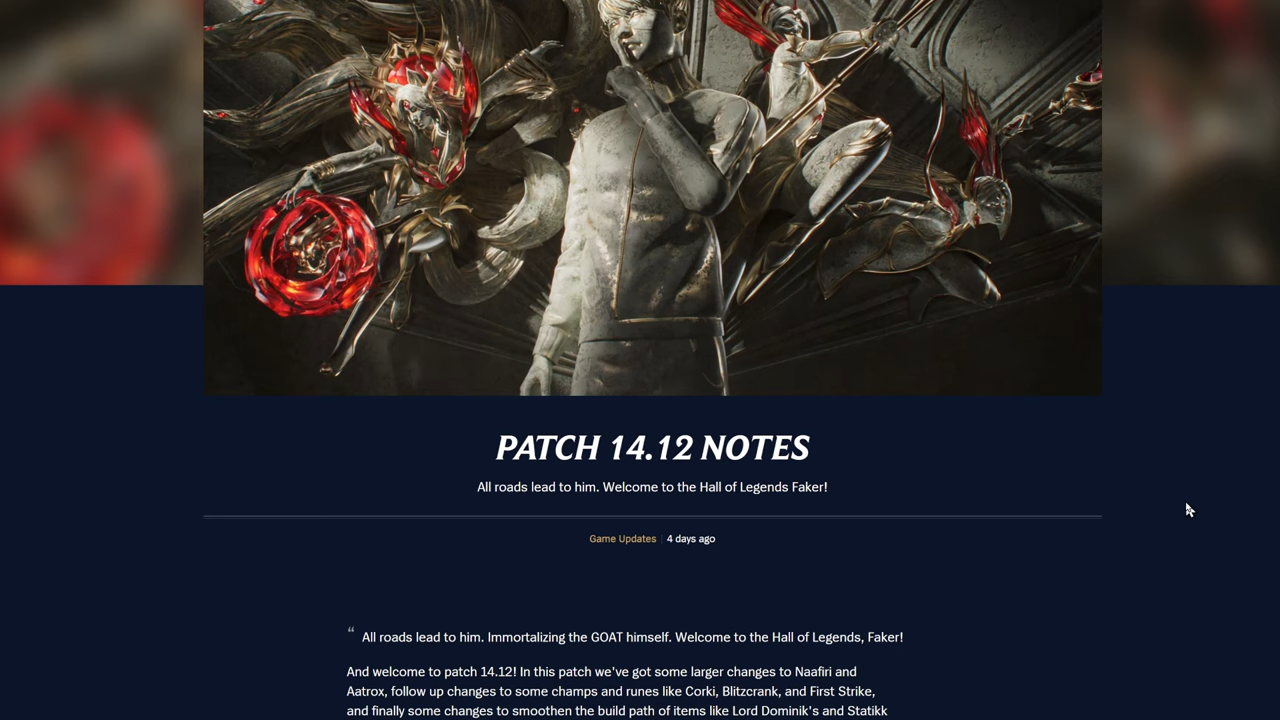 PATCH 14.12 NOTES
All roads lead to him. Welcome to the Hall of Legends Faker!
Game Updates | 4 days ago
“ All roads lead to him. Immortalizing the GOAT himself. Welcome to the Hall of Legends, Faker!
And welcome to patch 14.12! In this patch we've got some larger changes to Naafiri and
Aatrox, follow up changes to some champs and runes like Corki, Blitzcrank, and First Strike,
and finally some changes to smoothen the build path of items like Lord Dominik's and Statikk